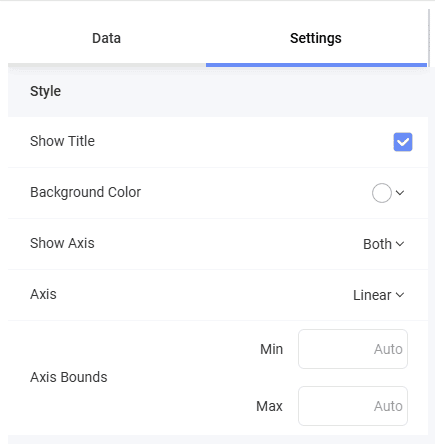 Data Settings
Style
Show Title
Background Color
Show Axis Both
Axis Linear
Min Auto
Axis Bounds
Max Auto